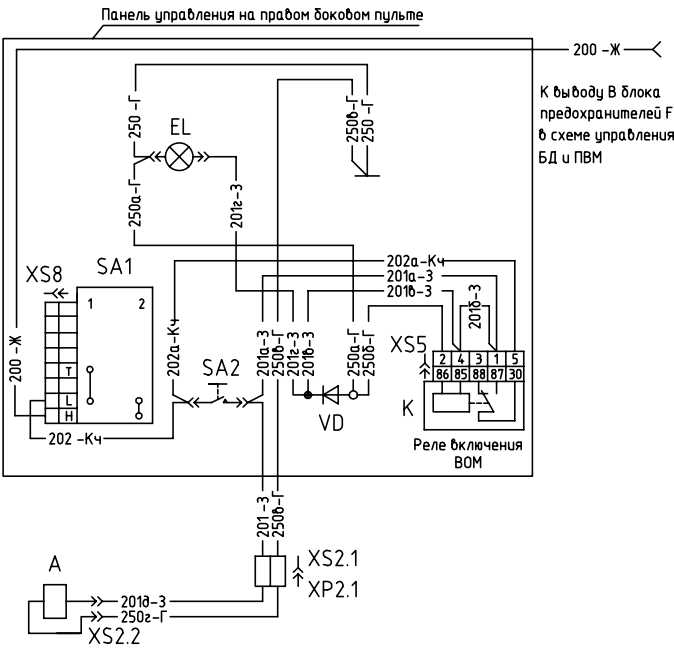 Панель управления на правом боковом пульте
200 -Ж
К выводу В блока
предохранителей F
в схеме управления
БД и ПВМ
250 -Г
250в-Г
250 -Г
EL
250а-Г
201г-З
XS8
SA1
1 2
Т
L
Н
200 -Ж
202 -Кч
202а-Кч
SA2
201а-З
250в-Г
201г-З
201в-З
250а-Г
250б-Г
VD
202а-Кч
201а-З
201в-З
201б-З
XS5
2 4 3 1 5
86 85 88 87 30
K
Реле включения
ВОМ
201 -З
250в-Г
XS2.1
XP2.1
A
201д-З
250г-Г
XS2.2